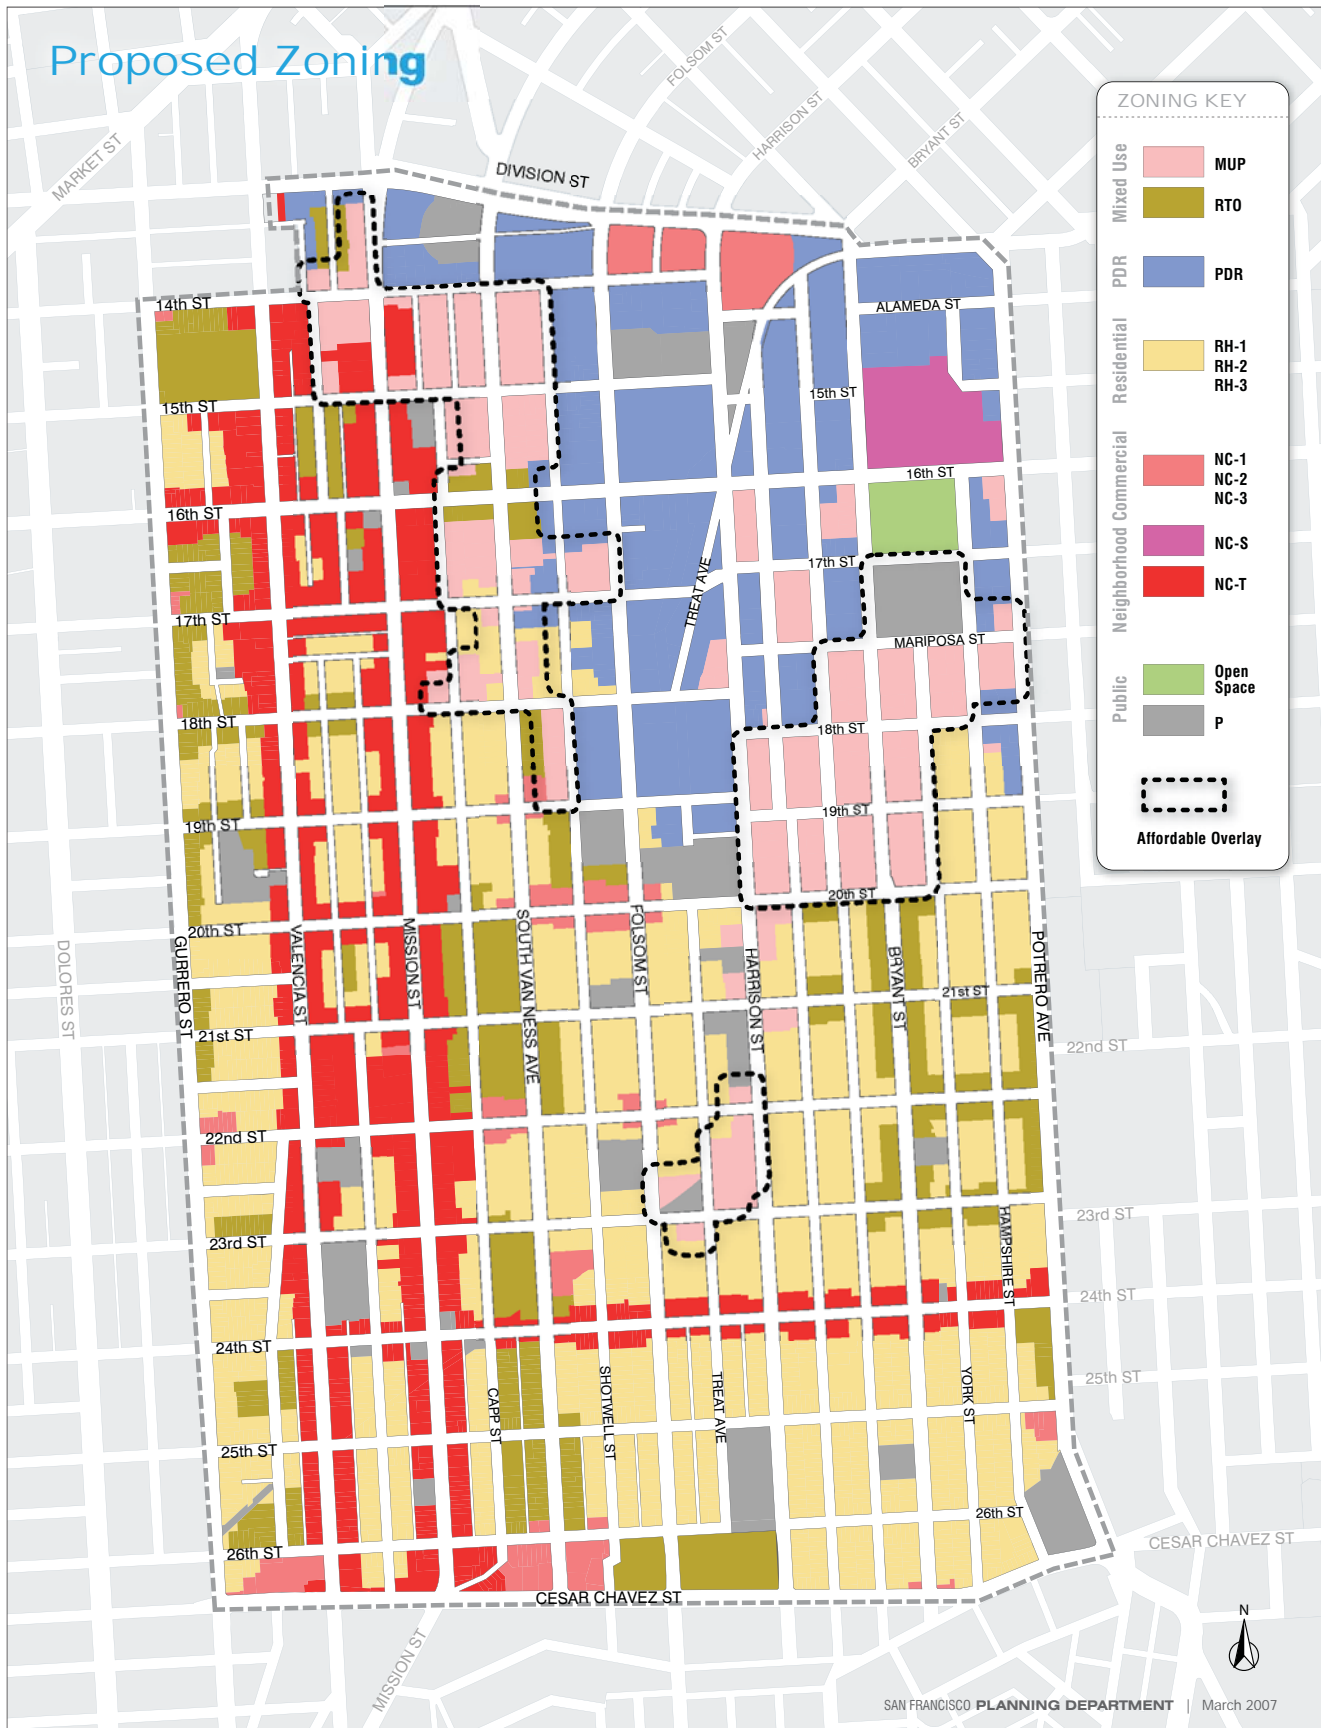 Proposed Zoning
FOLSOM ST
HARRISON ST
BRYANT ST
MARKET ST
DIVISION ST
ZONING KEY
Mixed Use
MUP
RTO
PDR
PDR
Residential
RH-1
RH-2
RH-3
Neighborhood Commercial
NC-1
NC-2
NC-3
NC-S
NC-T
Public
Open
Space
P
Affordable Overlay
14th ST
ALAMEDA ST
15th ST
15th ST
16th ST
16th ST
17th ST
TREAT AVE
17th ST
MARIPOSA ST
18th ST
18th ST
19th ST
19th ST
20th ST
20th ST
DOLORES ST
GURRERO ST
VALENCIA ST
MISSION ST
SOUTH VAN NESS AVE
FOLSOM ST
HARRISON ST
BRYANT ST
POTRERO AVE
21st ST
21st ST
22nd ST
22nd ST
23rd ST
23rd ST
HAMPSHIRE ST
24th ST
24th ST
25th ST
CAPP ST
SHOTWELL ST
TREAT AVE
YORK ST
25th ST
26th ST
26th ST
CESAR CHAVEZ ST
CESAR CHAVEZ ST
MISSION ST
N
SAN FRANCISCO PLANNING DEPARTMENT | March 2007